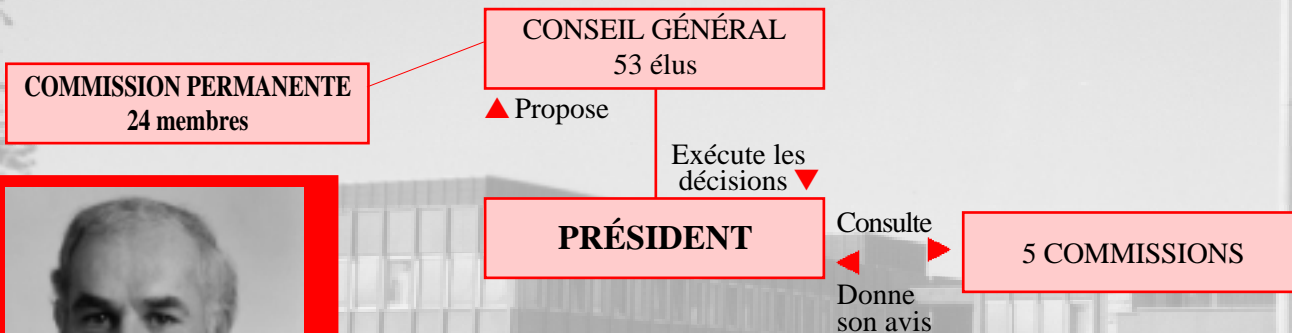 CONSEIL GÉNÉRAL
53 élus
COMMISSION PERMANENTE
24 membres
Propose
Exécute les
décisions
PRÉSIDENT
Consulte
5 COMMISSIONS
Donne
son avis